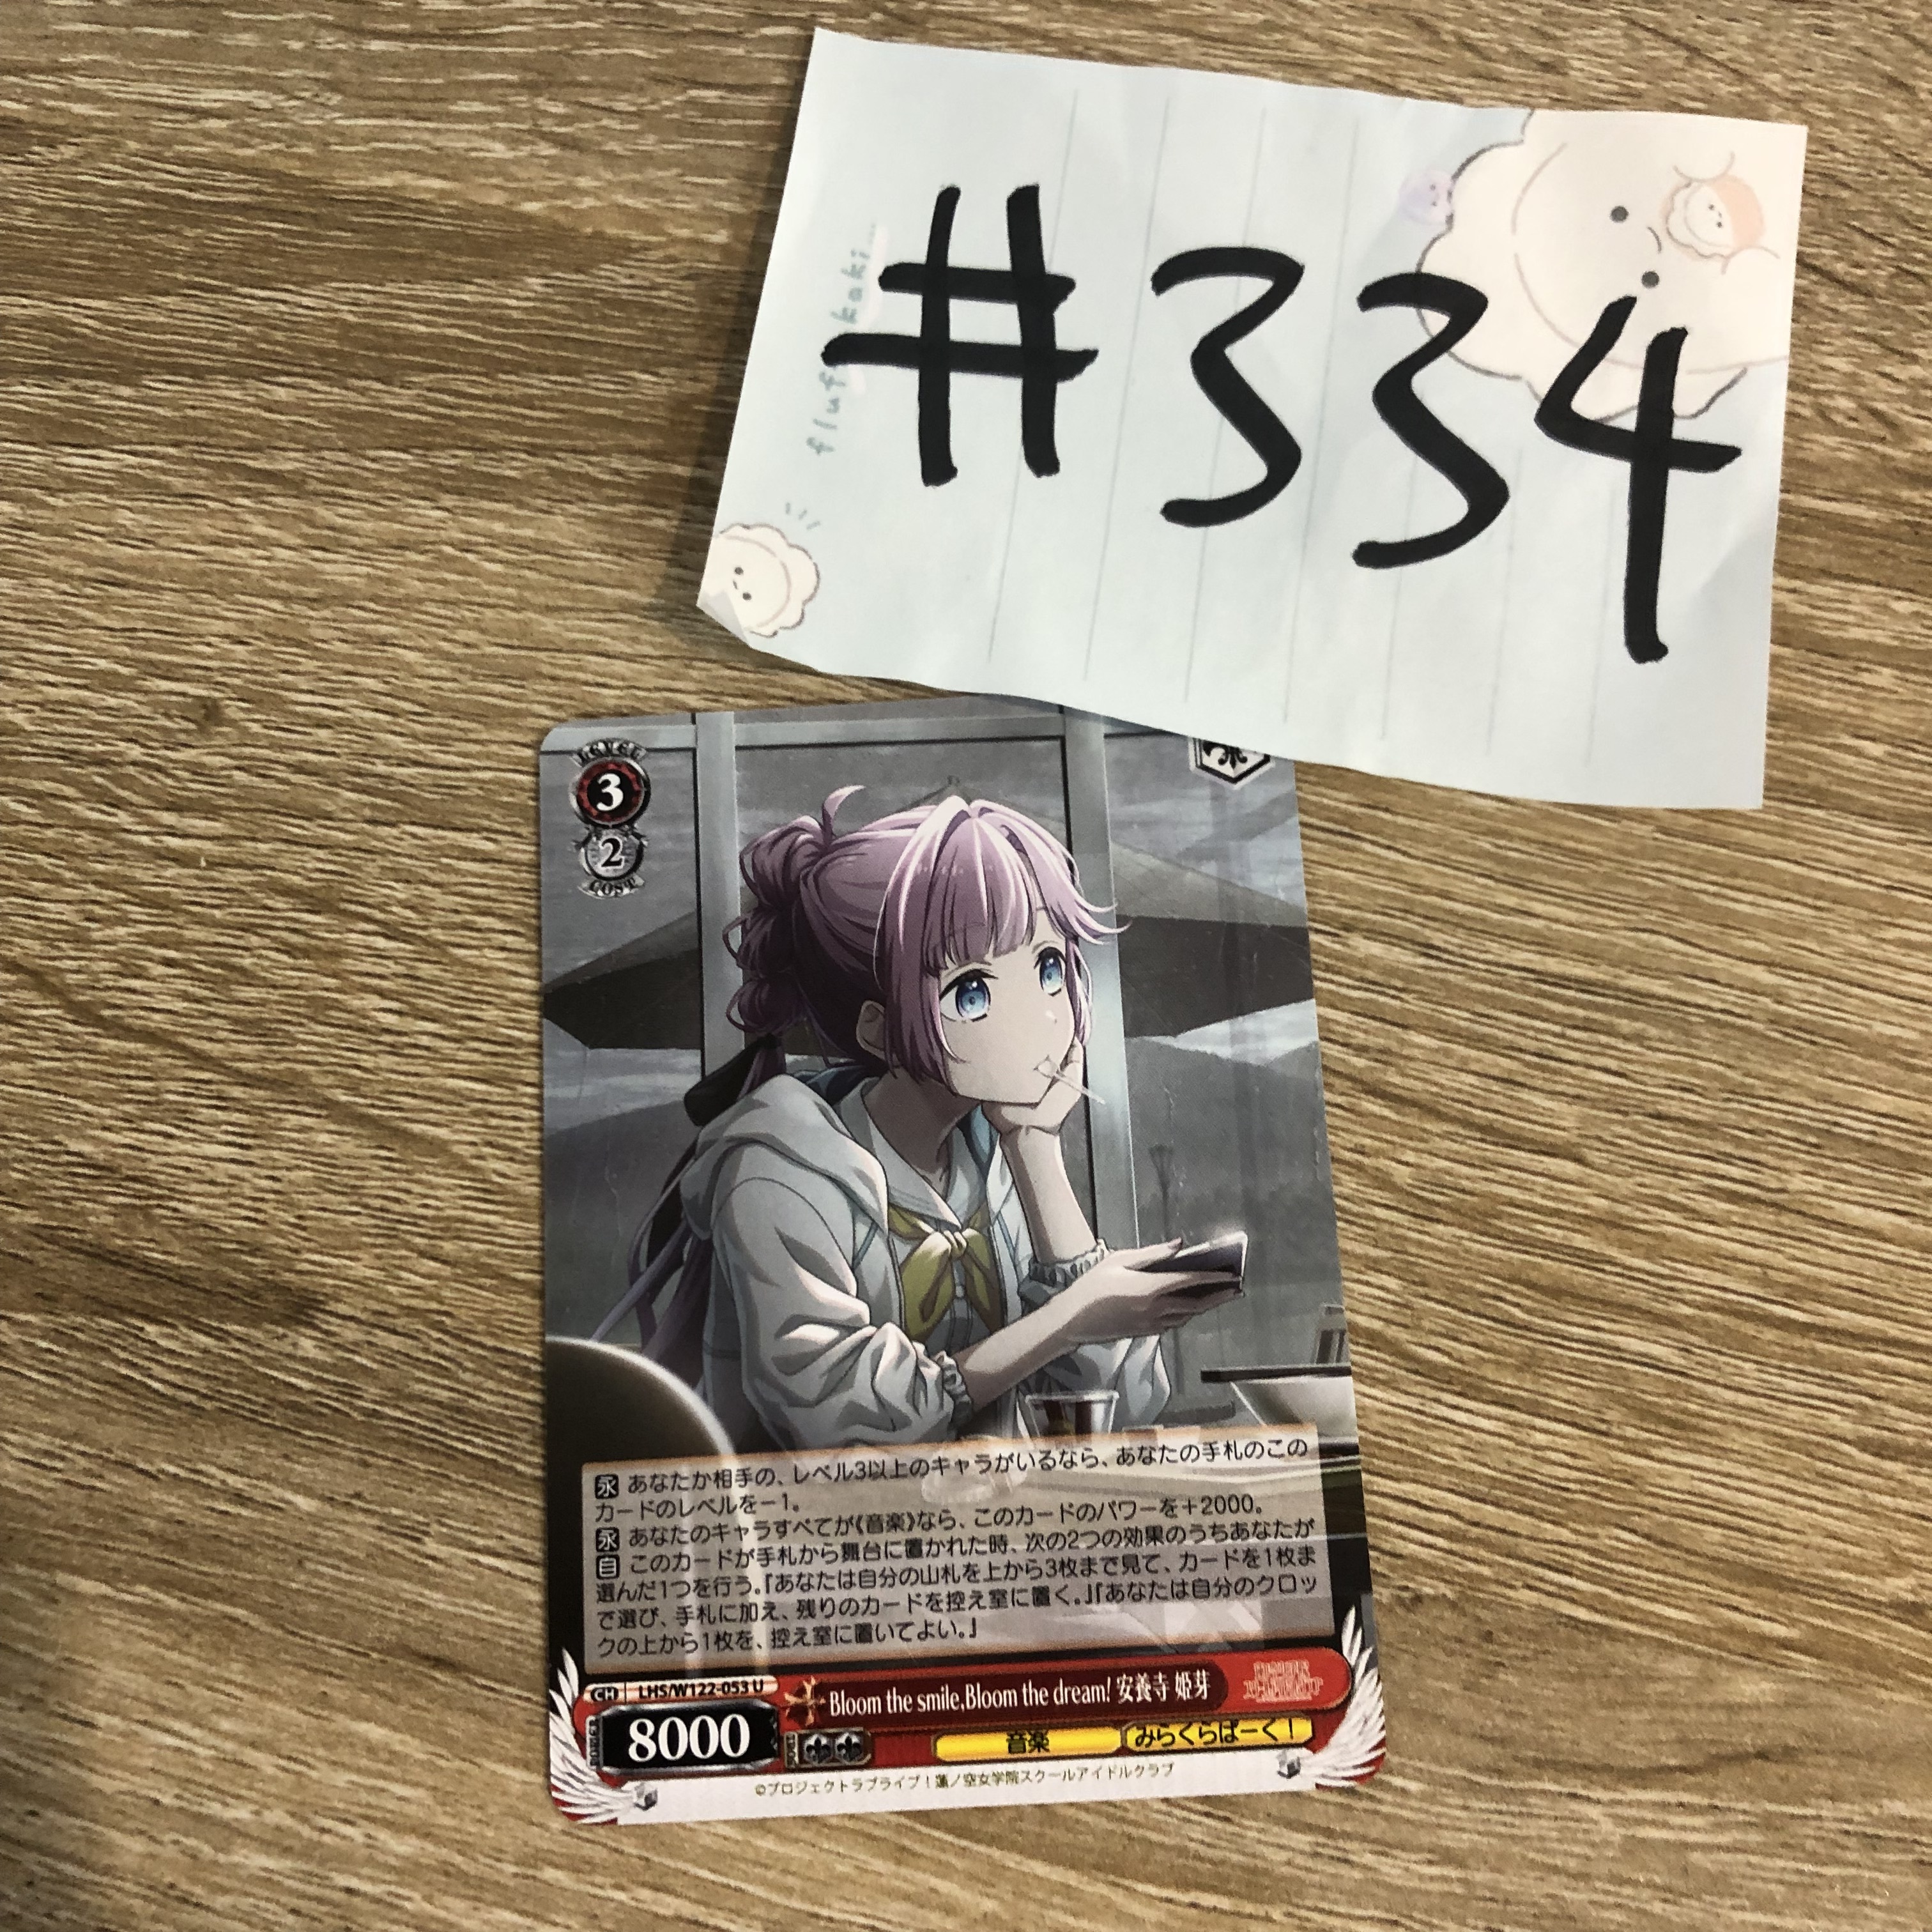 #334
fluf kaki...
LEVEL
3
2
COST
永 あなたか相手の、レベル3以上のキャラがいるなら、あなたの手札のこの
カードのレベルを－1。
永 あなたのキャラすべてが《音楽》なら、このカードのパワーを＋2000。
自 このカードが手札から舞台に置かれた時、次の2つの効果のうちあなたが
選んだ1つを行う。『あなたは自分の山札を上から3枚まで見て、カードを1枚ま
で選び、手札に加え、残りのカードを控え室に置く。』『あなたは自分のクロッ
クの上から1枚を、控え室に置いてよい。』
CH LHS/W122-053 U
Bloom the smile,Bloom the dream! 安養寺 姫芽
POWER 8000
SOUL
音楽 みらくらぱーく！
©プロジェクトラブライブ！蓮ノ空女学院スクールアイドルクラブ